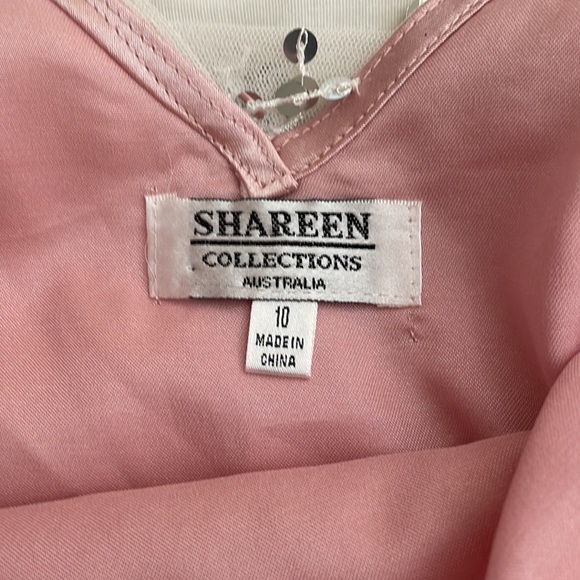 SHAREEN
COLLECTIONS
AUSTRALIA
10
MADE IN
CHINA